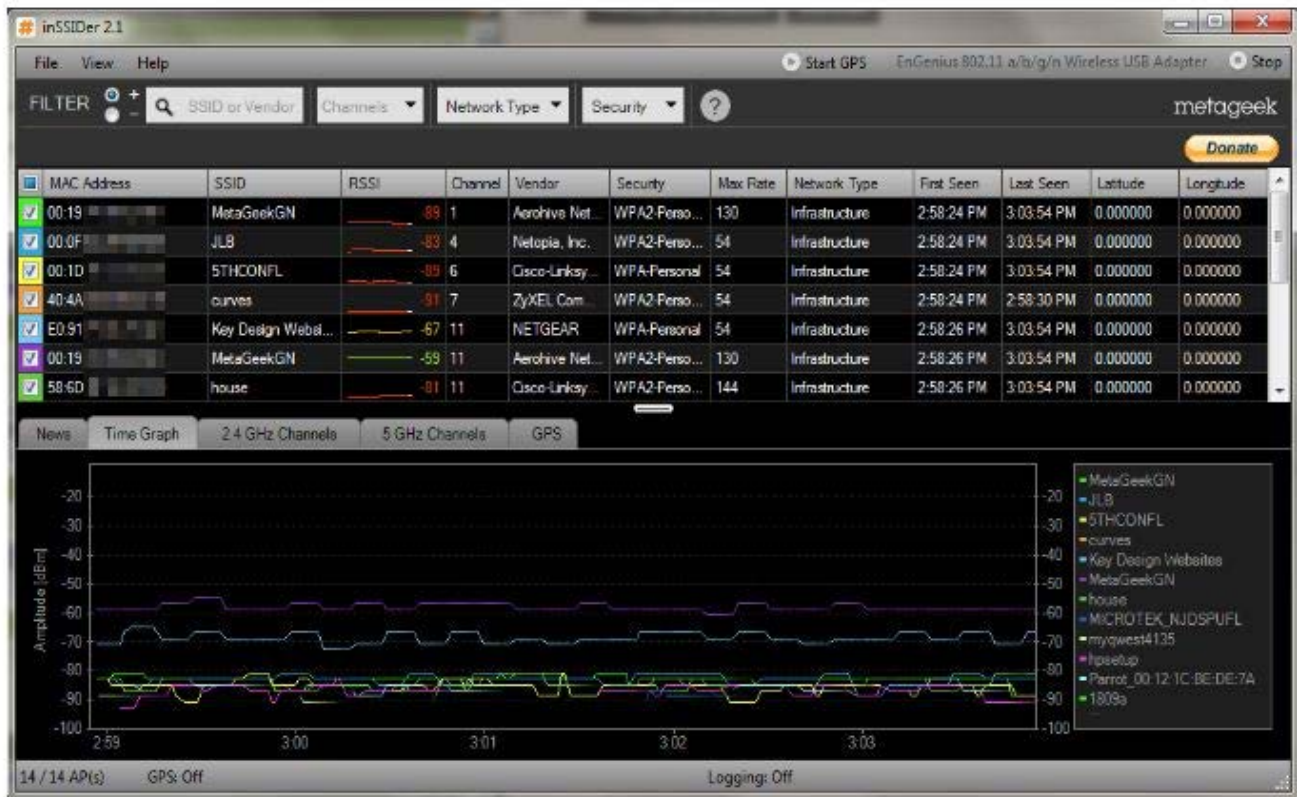 inSSIDer 2.1
File View Help Start GPS EnGenius 802.11 a/b/g/n Wireless USB Adapter Stop
FILTER + - SSID or Vendor Channels Network Type Security ? metageek
Donate
MAC Address SSID RSSI Channel Vendor Security Max Rate Network Type First Seen Last Seen Latitude Longitude
00:19 MetaGeekGN -89 1 Aerohive Net... WPA2-Perso... 130 Infrastructure 2:58:24 PM 3:03:54 PM 0.000000 0.000000
00:0F JLB -83 4 Netopia, Inc. WPA2-Perso... 54 Infrastructure 2:58:24 PM 3:03:54 PM 0.000000 0.000000
00:1D 5THCONFL -89 6 Cisco-Linksy... WPA-Personal 54 Infrastructure 2:58:24 PM 3:03:54 PM 0.000000 0.000000
40:4A curves -91 7 ZyXEL Com... WPA2-Perso... 54 Infrastructure 2:58:24 PM 2:58:30 PM 0.000000 0.000000
E0:91 Key Design Websi... -67 11 NETGEAR WPA-Personal 54 Infrastructure 2:58:26 PM 3:03:54 PM 0.000000 0.000000
00:19 MetaGeekGN -59 11 Aerohive Net... WPA2-Perso... 130 Infrastructure 2:58:26 PM 3:03:54 PM 0.000000 0.000000
58:6D house -81 11 Cisco-Linksy... WPA2-Perso... 144 Infrastructure 2:58:26 PM 3:03:54 PM 0.000000 0.000000
News Time Graph 2.4 GHz Channels 5 GHz Channels GPS
Amplitude [dBm]
-20 -20
-30 -30
-40 -40
-50 -50
-60 -60
-70 -70
-80 -80
-90 -90
-100 -100
2:59 3:00 3:01 3:02 3:03
MetaGeekGN
JLB
5THCONFL
curves
Key Design Websites
MetaGeekGN
house
MICROTEK_NJDSPUFL
myqwest4135
hpsetup
Parrot_00:12:1C:BE:DE:7A
1809a
14 / 14 AP(s) GPS: Off Logging: Off